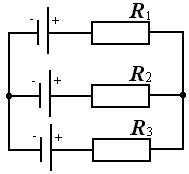 - + R1
- + R2
- + R3